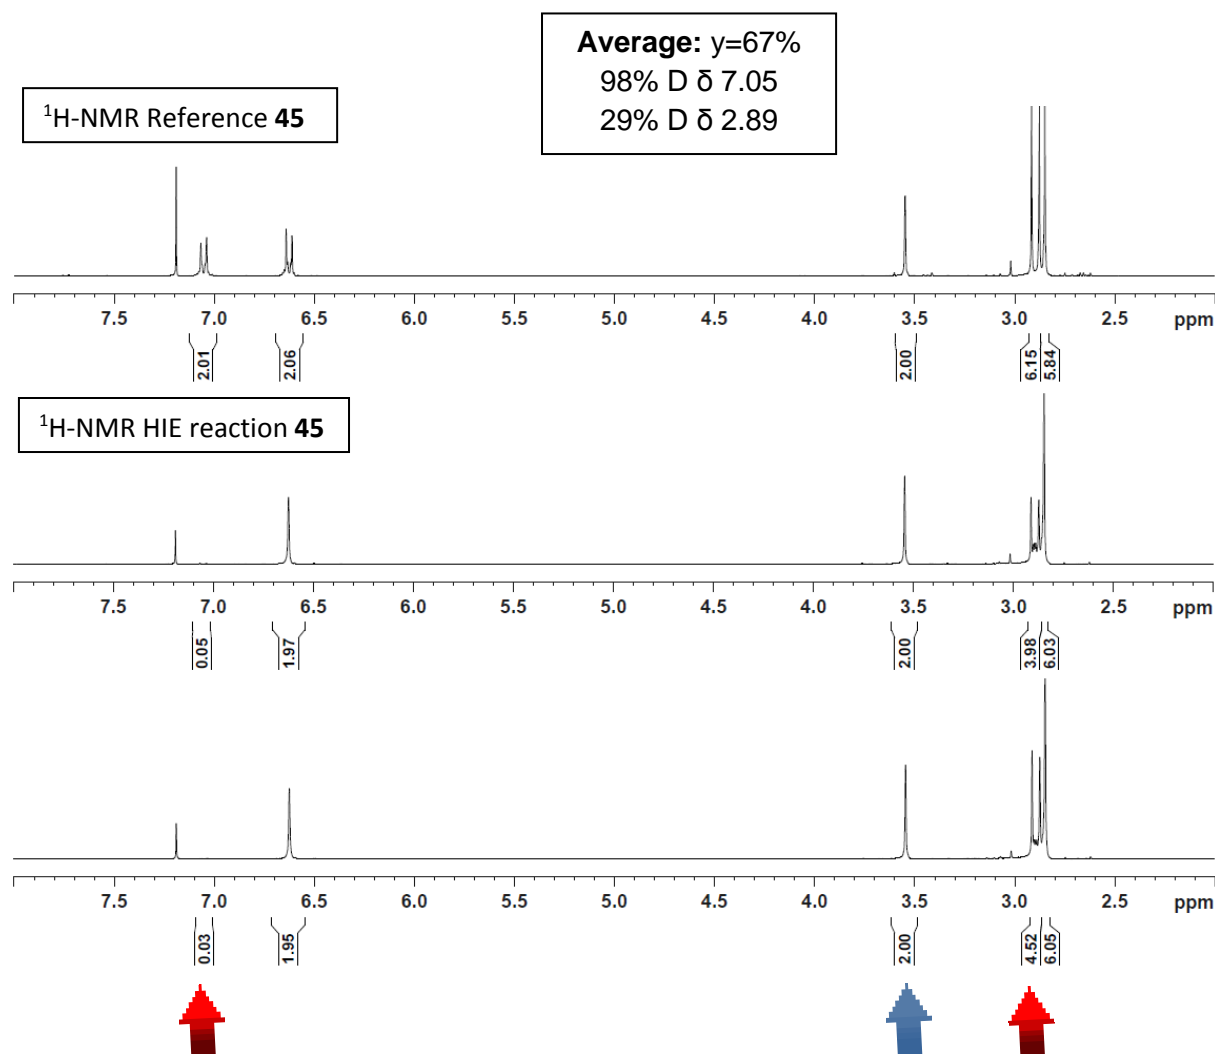 Average: y=67%
98% D δ 7.05
29% D δ 2.89
¹H-NMR Reference 45
7.5 7.0 6.5 6.0 5.5 5.0 4.5 4.0 3.5 3.0 2.5 ppm
2.01 2.06 2.00 6.15 5.84
¹H-NMR HIE reaction 45
7.5 7.0 6.5 6.0 5.5 5.0 4.5 4.0 3.5 3.0 2.5 ppm
0.05 1.97 2.00 3.98 6.03
7.5 7.0 6.5 6.0 5.5 5.0 4.5 4.0 3.5 3.0 2.5 ppm
0.03 1.95 2.00 4.52 6.05